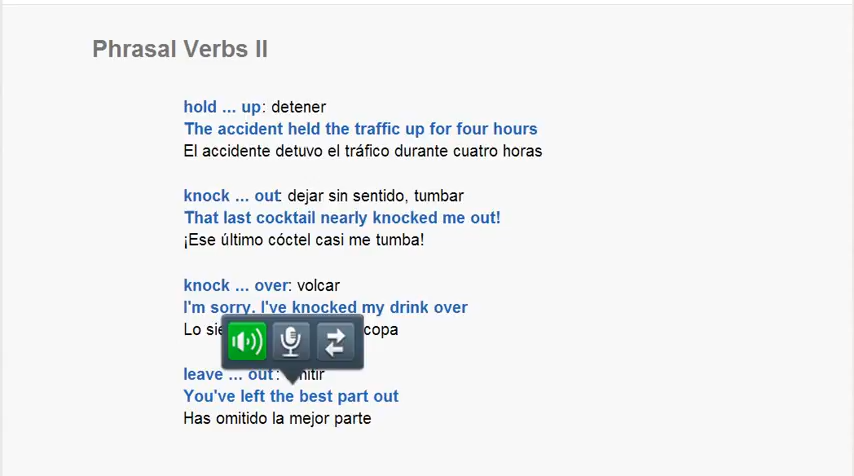 Phrasal Verbs II
hold ... up: detener
The accident held the traffic up for four hours
El accidente detuvo el tráfico durante cuatro horas
knock ... out: dejar sin sentido, tumbar
That last cocktail nearly knocked me out!
¡Ese último cóctel casi me tumba!
knock ... over: volcar
I'm sorry. I've knocked my drink over
Lo copa
leave ... out:
You've left the best part out
Has omitido la mejor parte